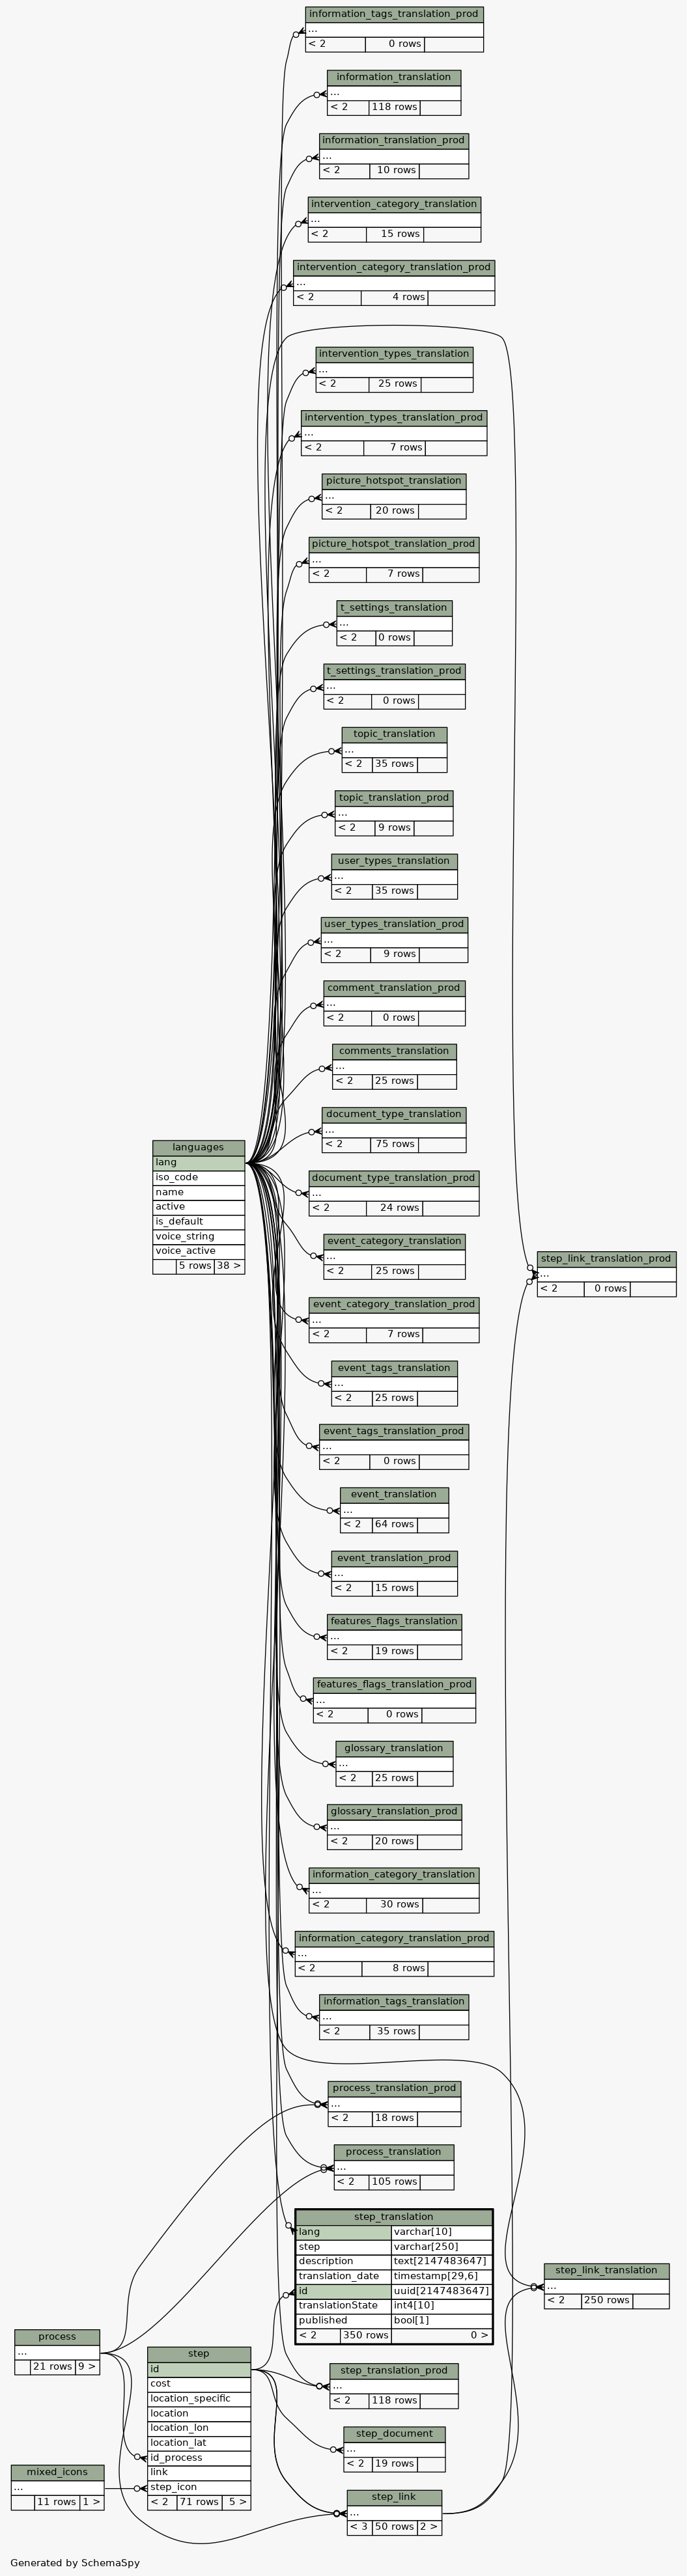 information_tags_translation_prod
...
< 2 0 rows
information_translation
...
< 2 118 rows
information_translation_prod
...
< 2 10 rows
intervention_category_translation
...
< 2 15 rows
intervention_category_translation_prod
...
< 2 4 rows
intervention_types_translation
...
< 2 25 rows
intervention_types_translation_prod
...
< 2 7 rows
picture_hotspot_translation
...
< 2 20 rows
picture_hotspot_translation_prod
...
< 2 7 rows
t_settings_translation
...
< 2 0 rows
t_settings_translation_prod
...
< 2 0 rows
topic_translation
...
< 2 35 rows
topic_translation_prod
...
< 2 9 rows
user_types_translation
...
< 2 35 rows
user_types_translation_prod
...
< 2 9 rows
comment_translation_prod
...
< 2 0 rows
comments_translation
...
< 2 25 rows
document_type_translation
...
< 2 75 rows
languages
lang
iso_code
name
active
is_default
voice_string
voice_active
5 rows 38 >
document_type_translation_prod
...
< 2 24 rows
event_category_translation
...
< 2 25 rows
step_link_translation_prod
...
< 2 0 rows
event_category_translation_prod
...
< 2 7 rows
event_tags_translation
...
< 2 25 rows
event_tags_translation_prod
...
< 2 0 rows
event_translation
...
< 2 64 rows
event_translation_prod
...
< 2 15 rows
features_flags_translation
...
< 2 19 rows
features_flags_translation_prod
...
< 2 0 rows
glossary_translation
...
< 2 25 rows
glossary_translation_prod
...
< 2 20 rows
information_category_translation
...
< 2 30 rows
information_category_translation_prod
...
< 2 8 rows
information_tags_translation
...
< 2 35 rows
process_translation_prod
...
< 2 18 rows
process_translation
...
< 2 105 rows
step_translation
lang varchar[10]
step varchar[250]
description text[2147483647]
translation_date timestamp[29,6]
id uuid[2147483647]
translationState int4[10]
published bool[1]
< 2 350 rows 0 >
step_link_translation
...
< 2 250 rows
process
...
21 rows 9 >
step
id
cost
location_specific
location
location_lon
location_lat
id_process
link
step_icon
< 2 71 rows 5 >
step_translation_prod
...
< 2 118 rows
step_document
...
< 2 19 rows
mixed_icons
...
11 rows 1 >
step_link
...
< 3 50 rows 2 >
Generated by SchemaSpy